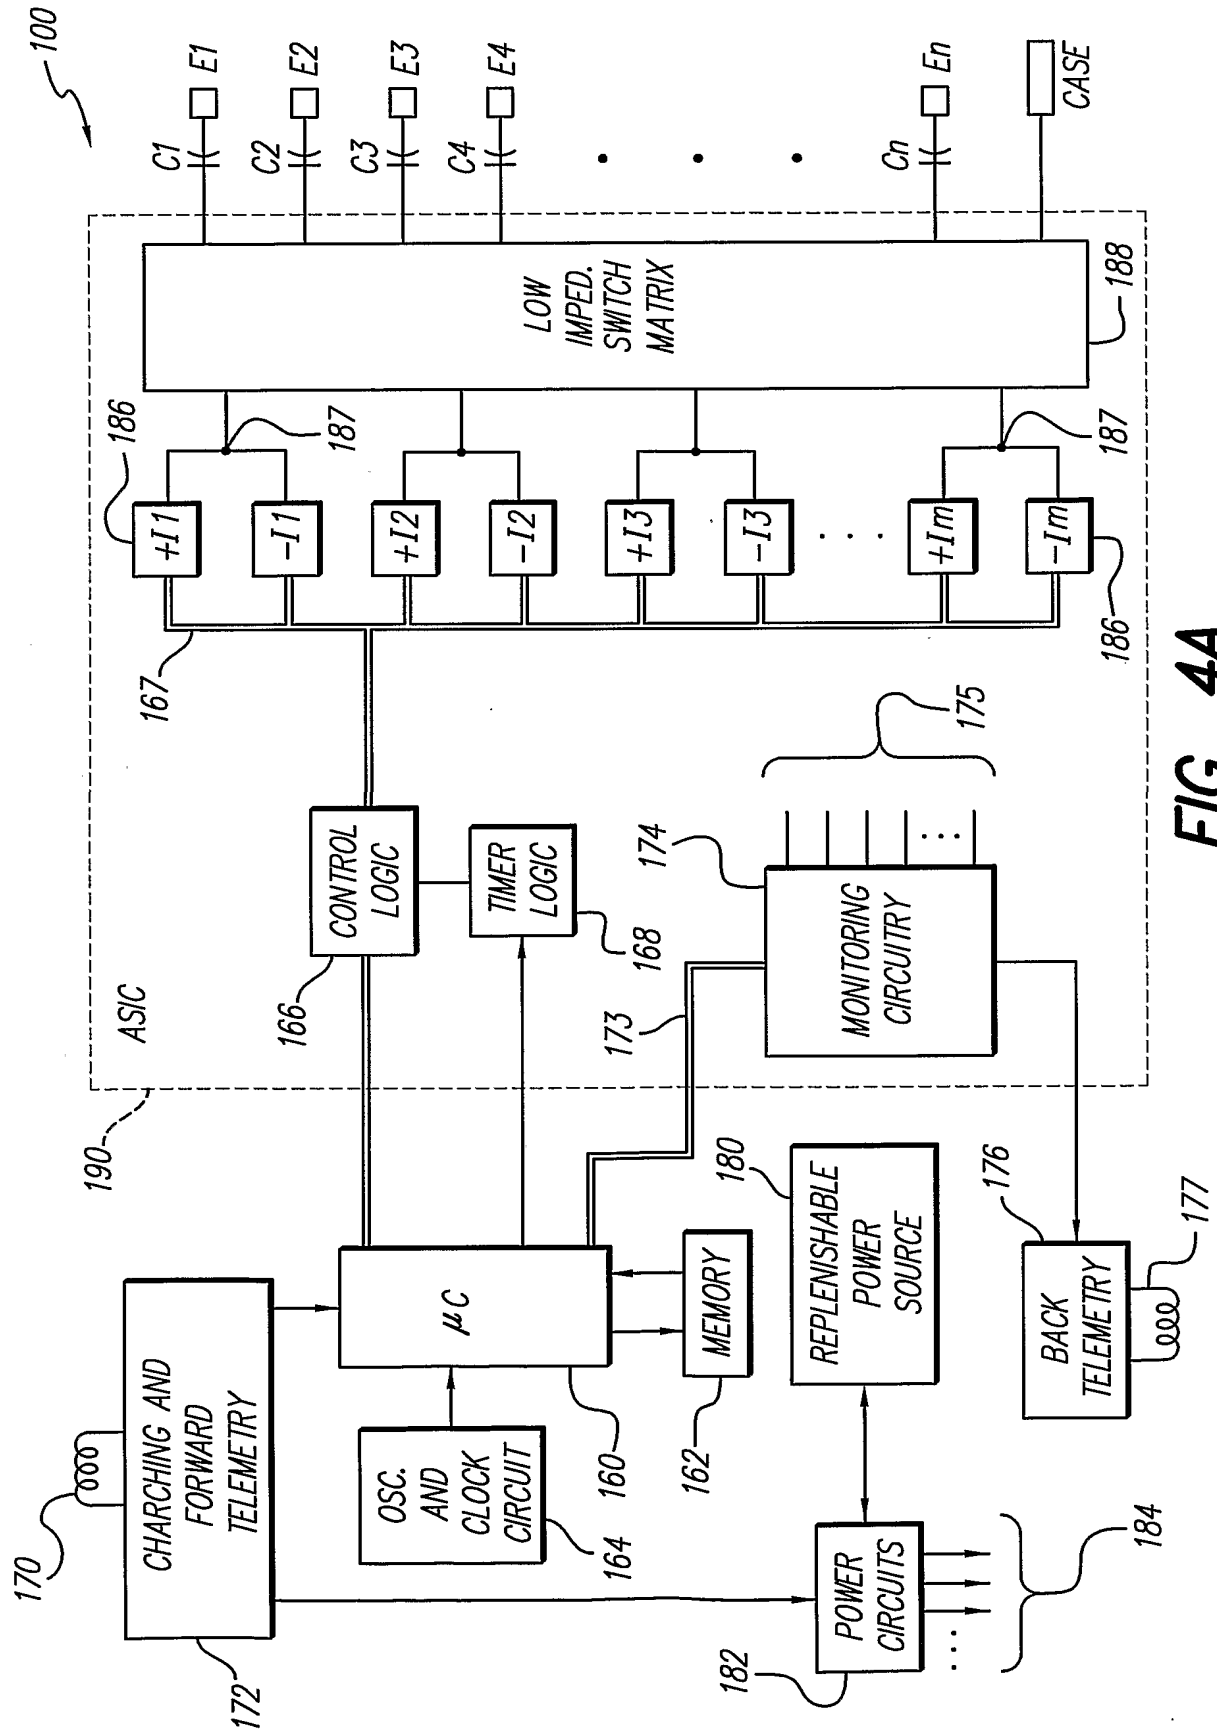 100
C1
E1
C2
E2
C3
E3
C4
E4
Cn
En
CASE
190
ASIC
LOW
IMPED.
SWITCH
MATRIX
188
186
187
+I1
-I1
+I2
-I2
+I3
-I3
+Im
-Im
187
186
167
CONTROL
LOGIC
166
TIMER
LOGIC
168
173
174
MONITORING
CIRCUITRY
175
170
CHARCHING AND
FORWARD
TELEMETRY
172
μC
160
OSC.
AND
CLOCK
CIRCUIT
164
MEMORY
162
180
REPLENISHABLE
POWER
SOURCE
POWER
CIRCUITS
182
184
176
BACK
TELEMETRY
177
FIG 4A